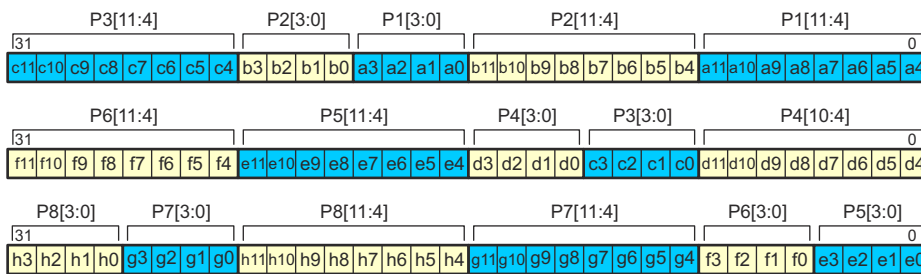 P3[11:4] P2[3:0] P1[3:0] P2[11:4] P1[11:4]
31 0
c11 c10 c9 c8 c7 c6 c5 c4 b3 b2 b1 b0 a3 a2 a1 a0 b11 b10 b9 b8 b7 b6 b5 b4 a11 a10 a9 a8 a7 a6 a5 a4
P6[11:4] P5[11:4] P4[3:0] P3[3:0] P4[10:4]
31 0
f11 f10 f9 f8 f7 f6 f5 f4 e11 e10 e9 e8 e7 e6 e5 e4 d3 d2 d1 d0 c3 c2 c1 c0 d11 d10 d9 d8 d7 d6 d5 d4
P8[3:0] P7[3:0] P8[11:4] P7[11:4] P6[3:0] P5[3:0]
31 0
h3 h2 h1 h0 g3 g2 g1 g0 h11 h10 h9 h8 h7 h6 h5 h4 g11 g10 g9 g8 g7 g6 g5 g4 f3 f2 f1 f0 e3 e2 e1 e0